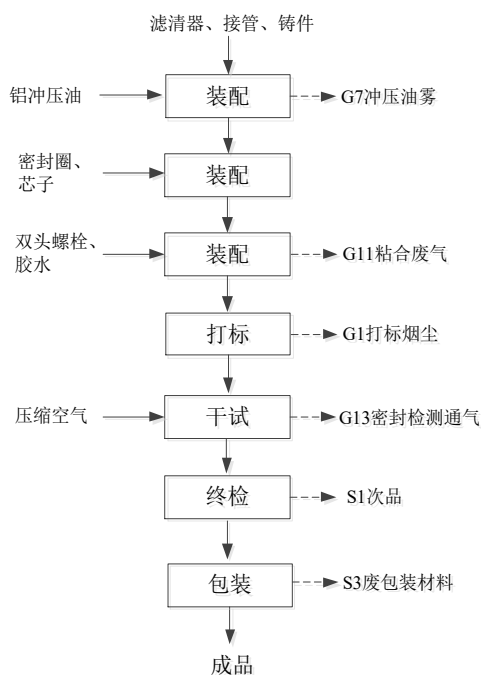 滤清器、接管、铸件
铝冲压油
装配
G7冲压油雾
密封圈、
芯子
装配
双头螺栓、
胶水
装配
G11粘合废气
打标
G1打标烟尘
压缩空气
干试
G13密封检测通气
终检
S1次品
包装
S3废包装材料
成品